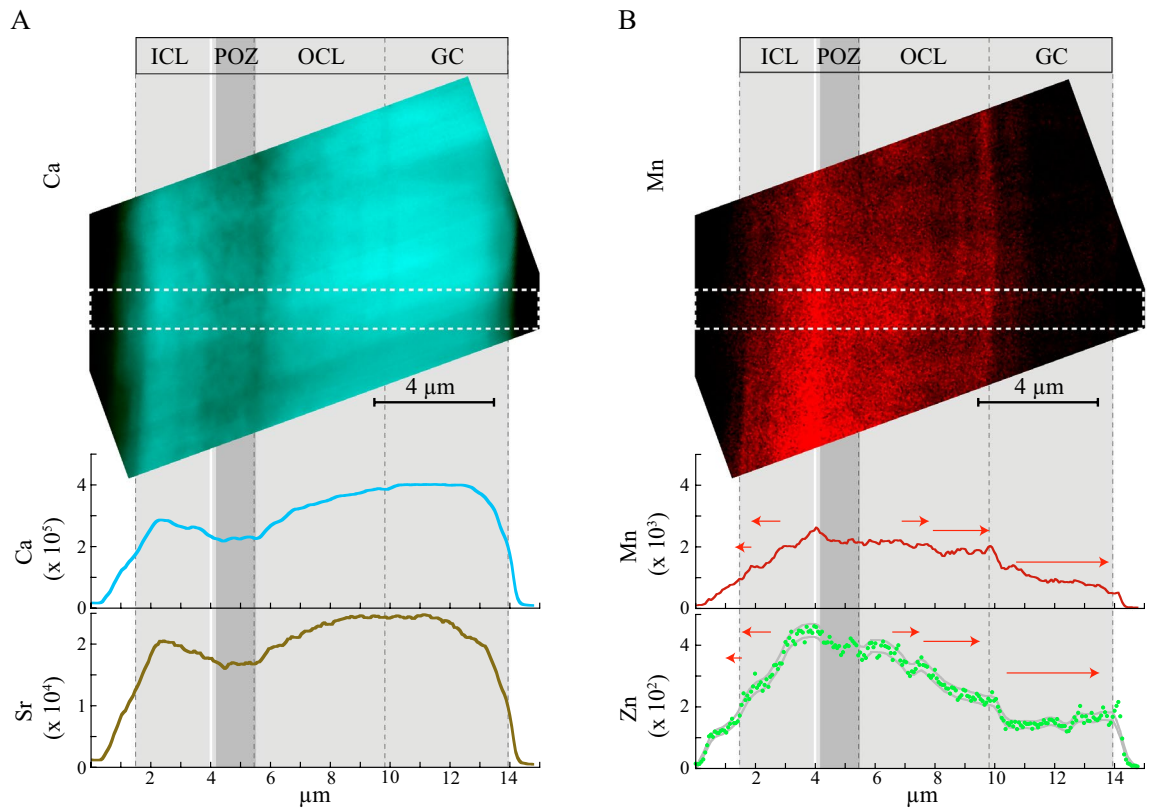 A
ICL POZ OCL GC
Ca
4 µm
Ca
(x 10⁵)
4
2
0
Sr
(x 10⁴)
2
1
0
2 4 6 8 10 12 14
µm
B
ICL POZ OCL GC
Mn
4 µm
Mn
(x 10³)
4
2
0
Zn
(x 10²)
4
2
0
2 4 6 8 10 12 14
µm